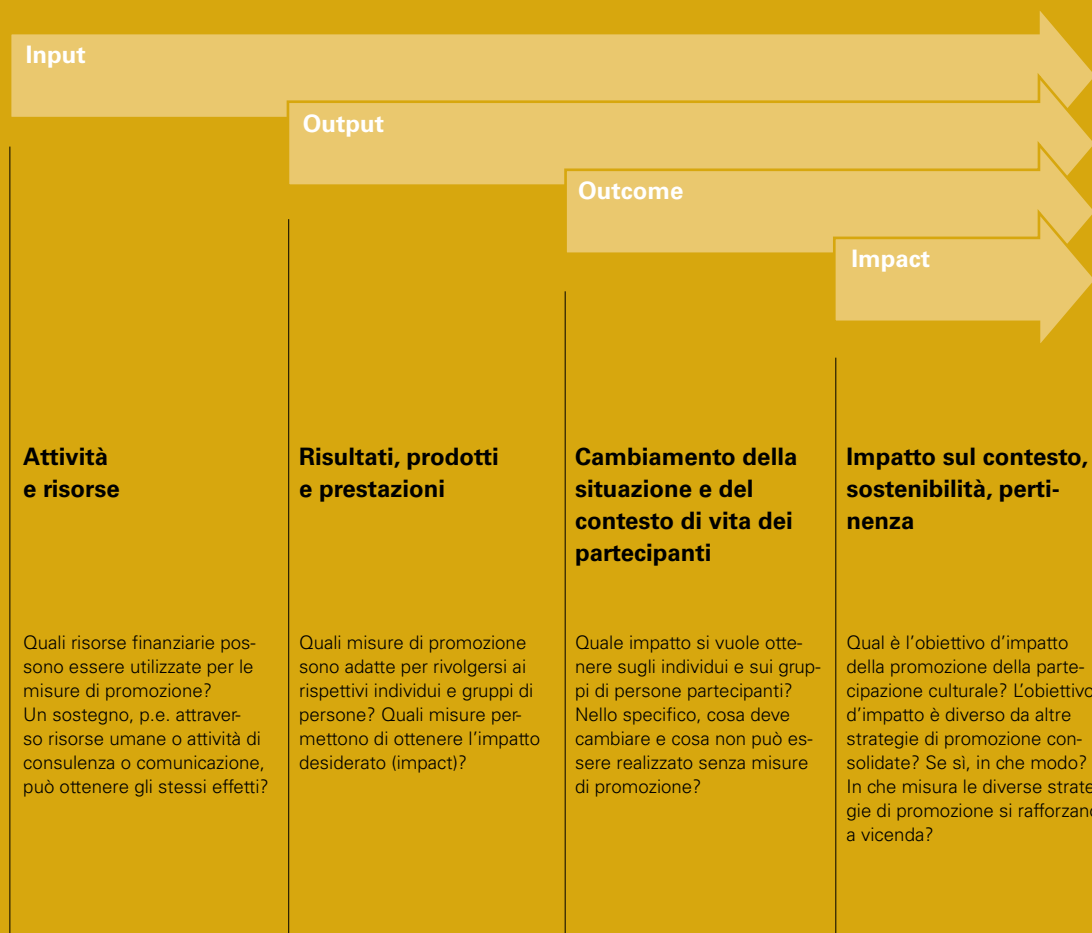 Input
Output
Outcome
Impact
Attività
e risorse
Quali risorse finanziarie pos-
sono essere utilizzate per le
misure di promozione?
Un sostegno, p.e. attraver-
so risorse umane o attività di
consulenza o comunicazione,
può ottenere gli stessi effetti?
Risultati, prodotti
e prestazioni
Quali misure di promozione
sono adatte per rivolgersi ai
rispettivi individui e gruppi di
persone? Quali misure per-
mettono di ottenere l’impatto
desiderato (impact)?
Cambiamento della
situazione e del
contesto di vita dei
partecipanti
Quale impatto si vuole otte-
nere sugli individui e sui grup-
pi di persone partecipanti?
Nello specifico, cosa deve
cambiare e cosa non può es-
sere realizzato senza misure
di promozione?
Impatto sul contesto,
sostenibilità, perti-
nenza
Qual è l’obiettivo d’impatto
della promozione della parte-
cipazione culturale? L’obiettivo
d’impatto è diverso da altre
strategie di promozione con-
solidate? Se sì, in che modo?
In che misura le diverse strate
gie di promozione si rafforzano
a vicenda?